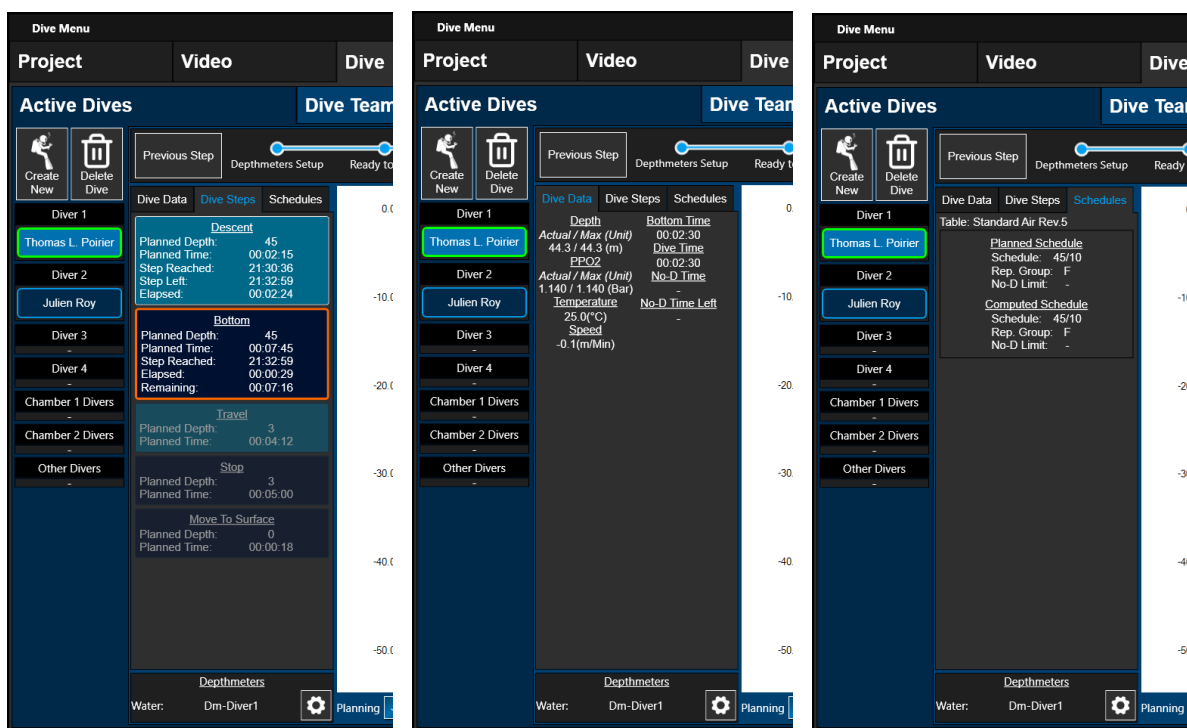 Dive Menu
Project Video Dive
Active Dives Dive Team
Create New
Delete Dive
Previous Step
Depthmeters Setup Ready to
Dive Data Dive Steps Schedules
Diver 1
Thomas L. Poirier
Diver 2
Julien Roy
Diver 3
-
Diver 4
-
Chamber 1 Divers
-
Chamber 2 Divers
-
Other Divers
-
Descent
Planned Depth: 45
Planned Time: 00:02:15
Step Reached: 21:30:36
Step Left: 21:32:59
Elapsed: 00:02:24
Bottom
Planned Depth: 45
Planned Time: 00:07:45
Step Reached: 21:32:59
Elapsed: 00:00:29
Remaining: 00:07:16
Travel
Planned Depth: 3
Planned Time: 00:04:12
Stop
Planned Depth: 3
Planned Time: 00:05:00
Move To Surface
Planned Depth: 0
Planned Time: 00:00:18
0.0
-10.0
-20.0
-30.0
-40.0
-50.0
Depthmeters
Water: Dm-Diver1
Planning
Dive Menu
Project Video Dive
Active Dives Dive Team
Create New
Delete Dive
Previous Step
Depthmeters Setup Ready to
Dive Data Dive Steps Schedules
Diver 1
Thomas L. Poirier
Diver 2
Julien Roy
Diver 3
-
Diver 4
-
Chamber 1 Divers
-
Chamber 2 Divers
-
Other Divers
-
Depth
Actual / Max (Unit)
44.3 / 44.3 (m)
PPO2
Actual / Max (Unit)
1.140 / 1.140 (Bar)
Temperature
25.0(°C)
Speed
-0.1(m/Min)
Bottom Time
00:02:30
Dive Time
00:02:30
No-D Time
-
No-D Time Left
-
0.
-10.
-20.
-30.
-40.
-50.
Depthmeters
Water: Dm-Diver1
Planning
Dive Menu
Project Video Dive
Active Dives Dive Tea
Create New
Delete Dive
Previous Step
Depthmeters Setup Ready
Dive Data Dive Steps Schedules
Diver 1
Thomas L. Poirier
Diver 2
Julien Roy
Diver 3
-
Diver 4
-
Chamber 1 Divers
-
Chamber 2 Divers
-
Other Divers
-
Table: Standard Air Rev.5
Planned Schedule
Schedule: 45/10
Rep. Group: F
No-D Limit: -
Computed Schedule
Schedule: 45/10
Rep. Group: F
No-D Limit: -
-1
-2
-3
-4
-5
Depthmeters
Water: Dm-Diver1
Planning